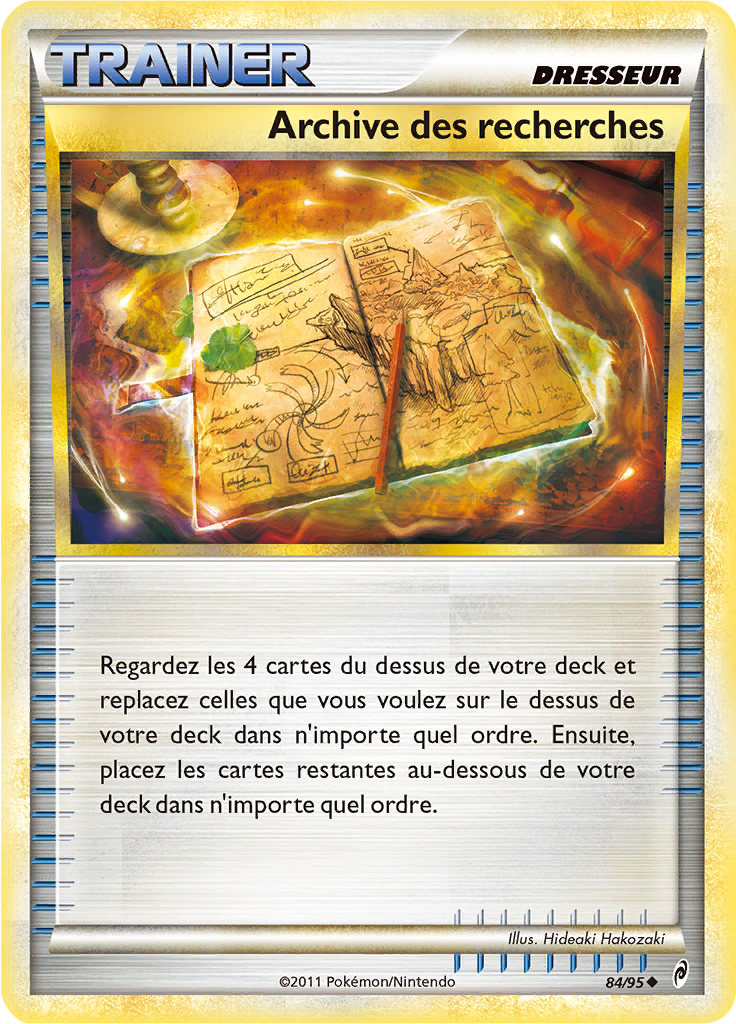 TRAINER
DRESSEUR
Archive des recherches
Regardez les 4 cartes du dessus de votre deck et
replacez celles que vous voulez sur le dessus de
votre deck dans n'importe quel ordre. Ensuite,
placez les cartes restantes au-dessous de votre
deck dans n'importe quel ordre.
Illus. Hideaki Hakozaki
©2011 Pokémon/Nintendo
84/95